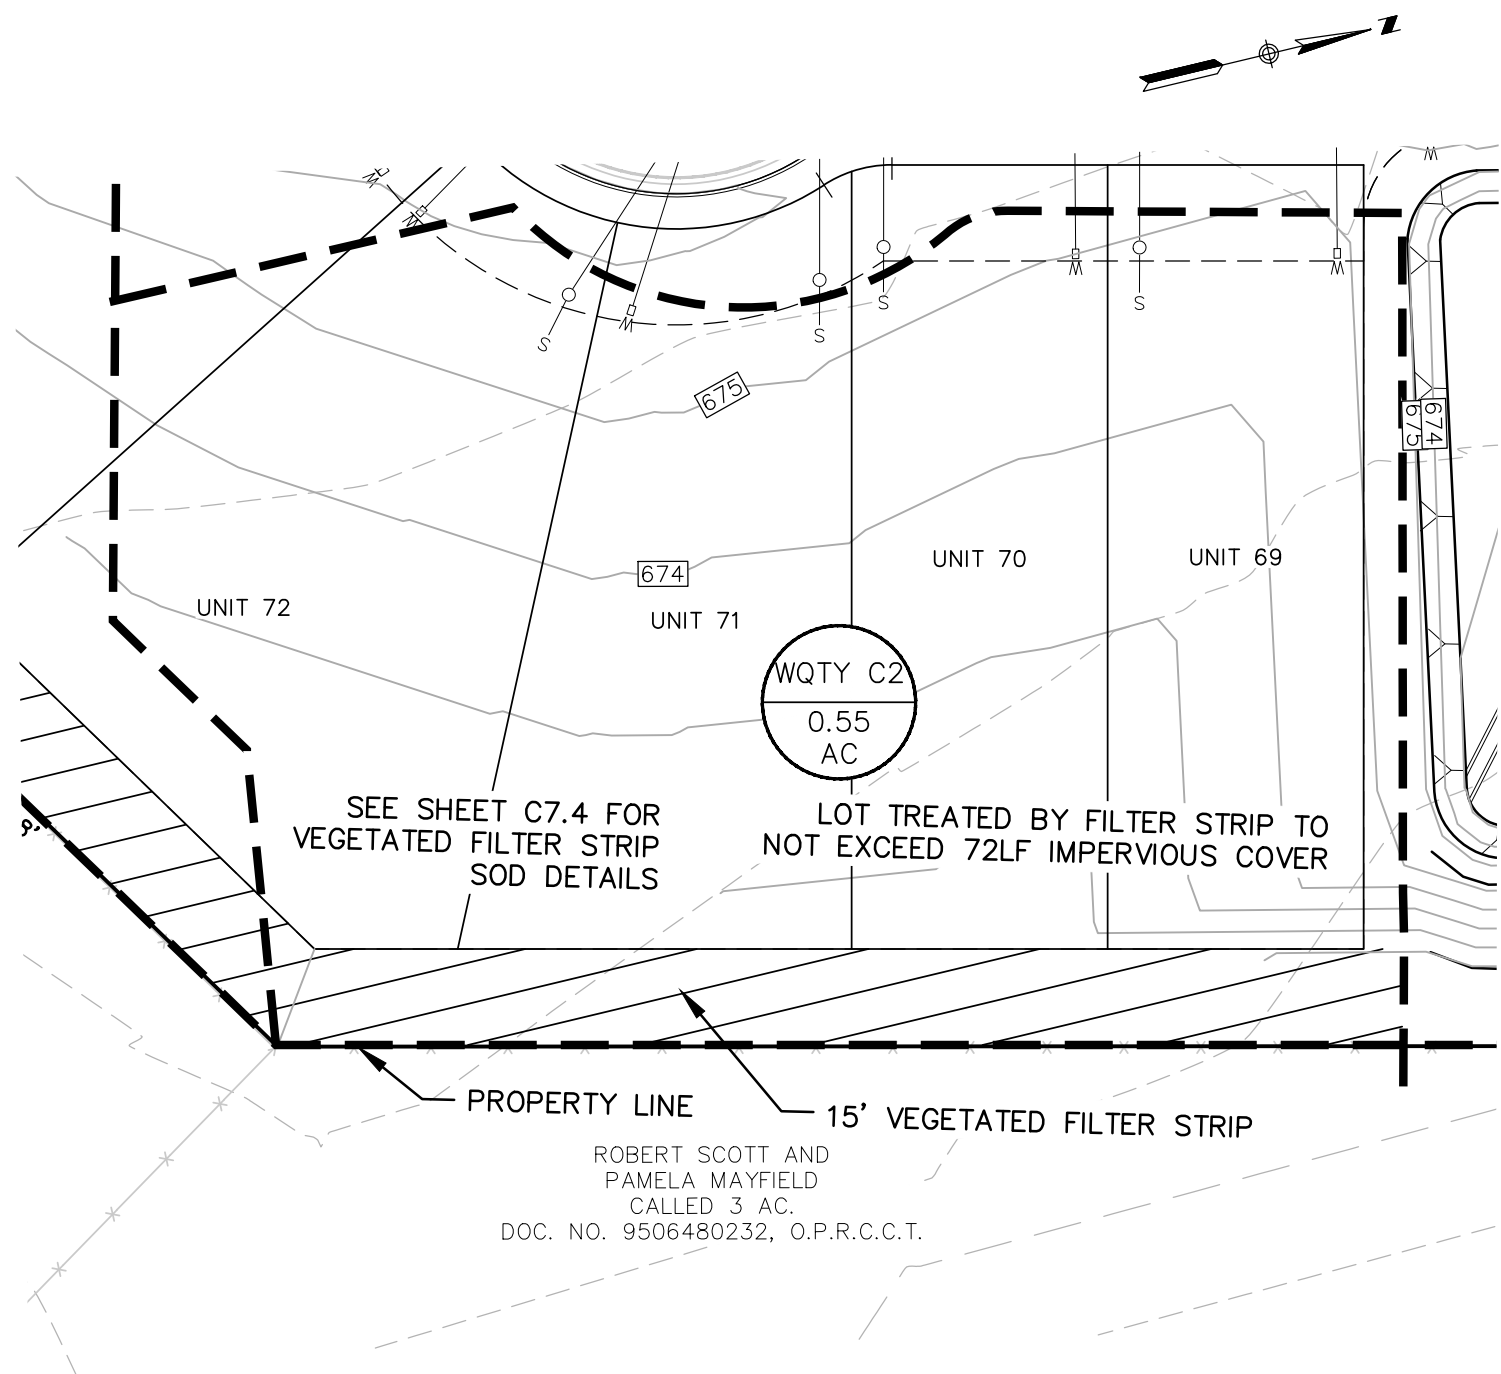 N
W
W
W
W
W
W
S
S
S
S
675
674
675
674
UNIT 70
UNIT 69
UNIT 72
UNIT 71
WQTY C2
0.55
AC
SEE SHEET C7.4 FOR
VEGETATED FILTER STRIP
SOD DETAILS
LOT TREATED BY FILTER STRIP TO
NOT EXCEED 72LF IMPERVIOUS COVER
PROPERTY LINE
15' VEGETATED FILTER STRIP
ROBERT SCOTT AND
PAMELA MAYFIELD
CALLED 3 AC.
DOC. NO. 9506480232, O.P.R.C.C.T.